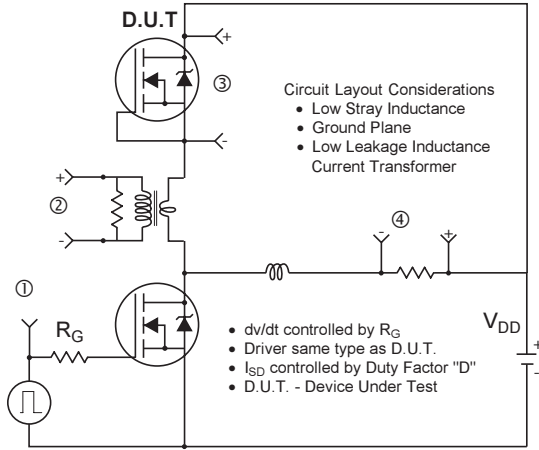 D.U.T
+
③
-
Circuit Layout Considerations
• Low Stray Inductance
• Ground Plane
• Low Leakage Inductance
Current Transformer
+
②
-
④
- +
①
R_G
• dv/dt controlled by R_G
• Driver same type as D.U.T.
• I_SD controlled by Duty Factor "D"
• D.U.T. - Device Under Test
V_DD
+
-